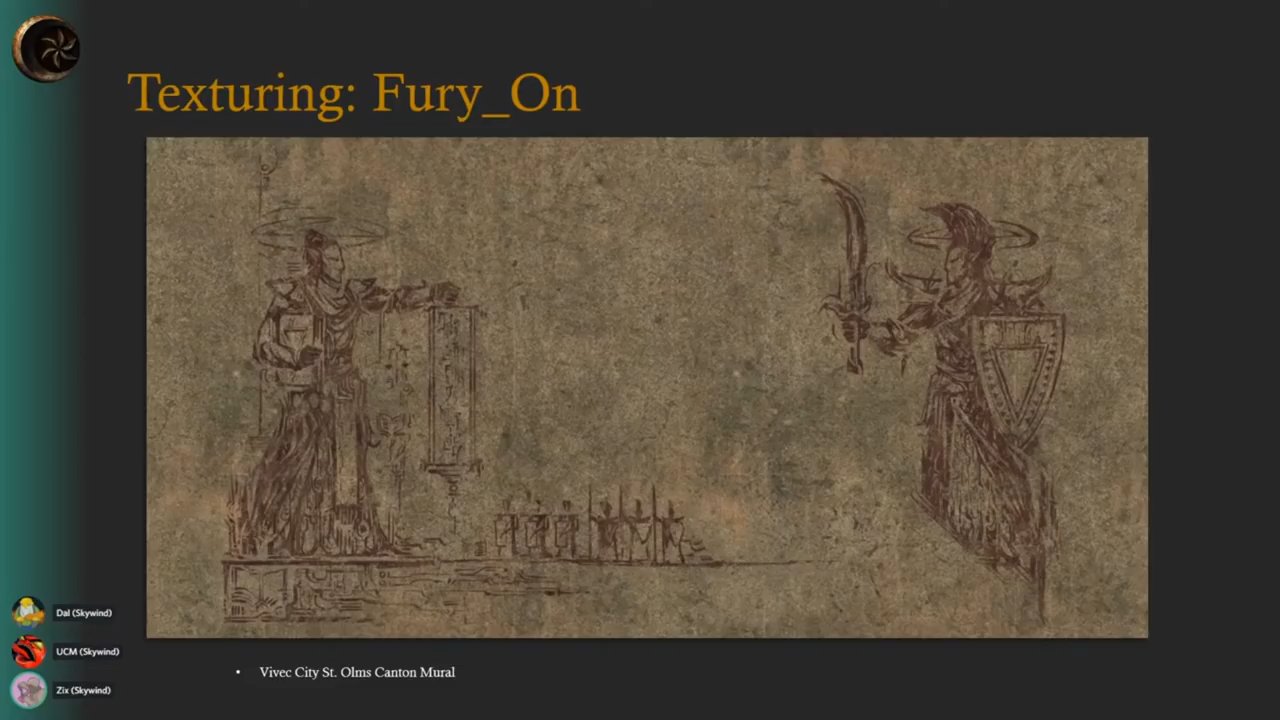 Texturing: Fury_On
Dal (Skywind)
UCM (Skywind)
Zix (Skywind)
• Vivec City St. Olms Canton Mural